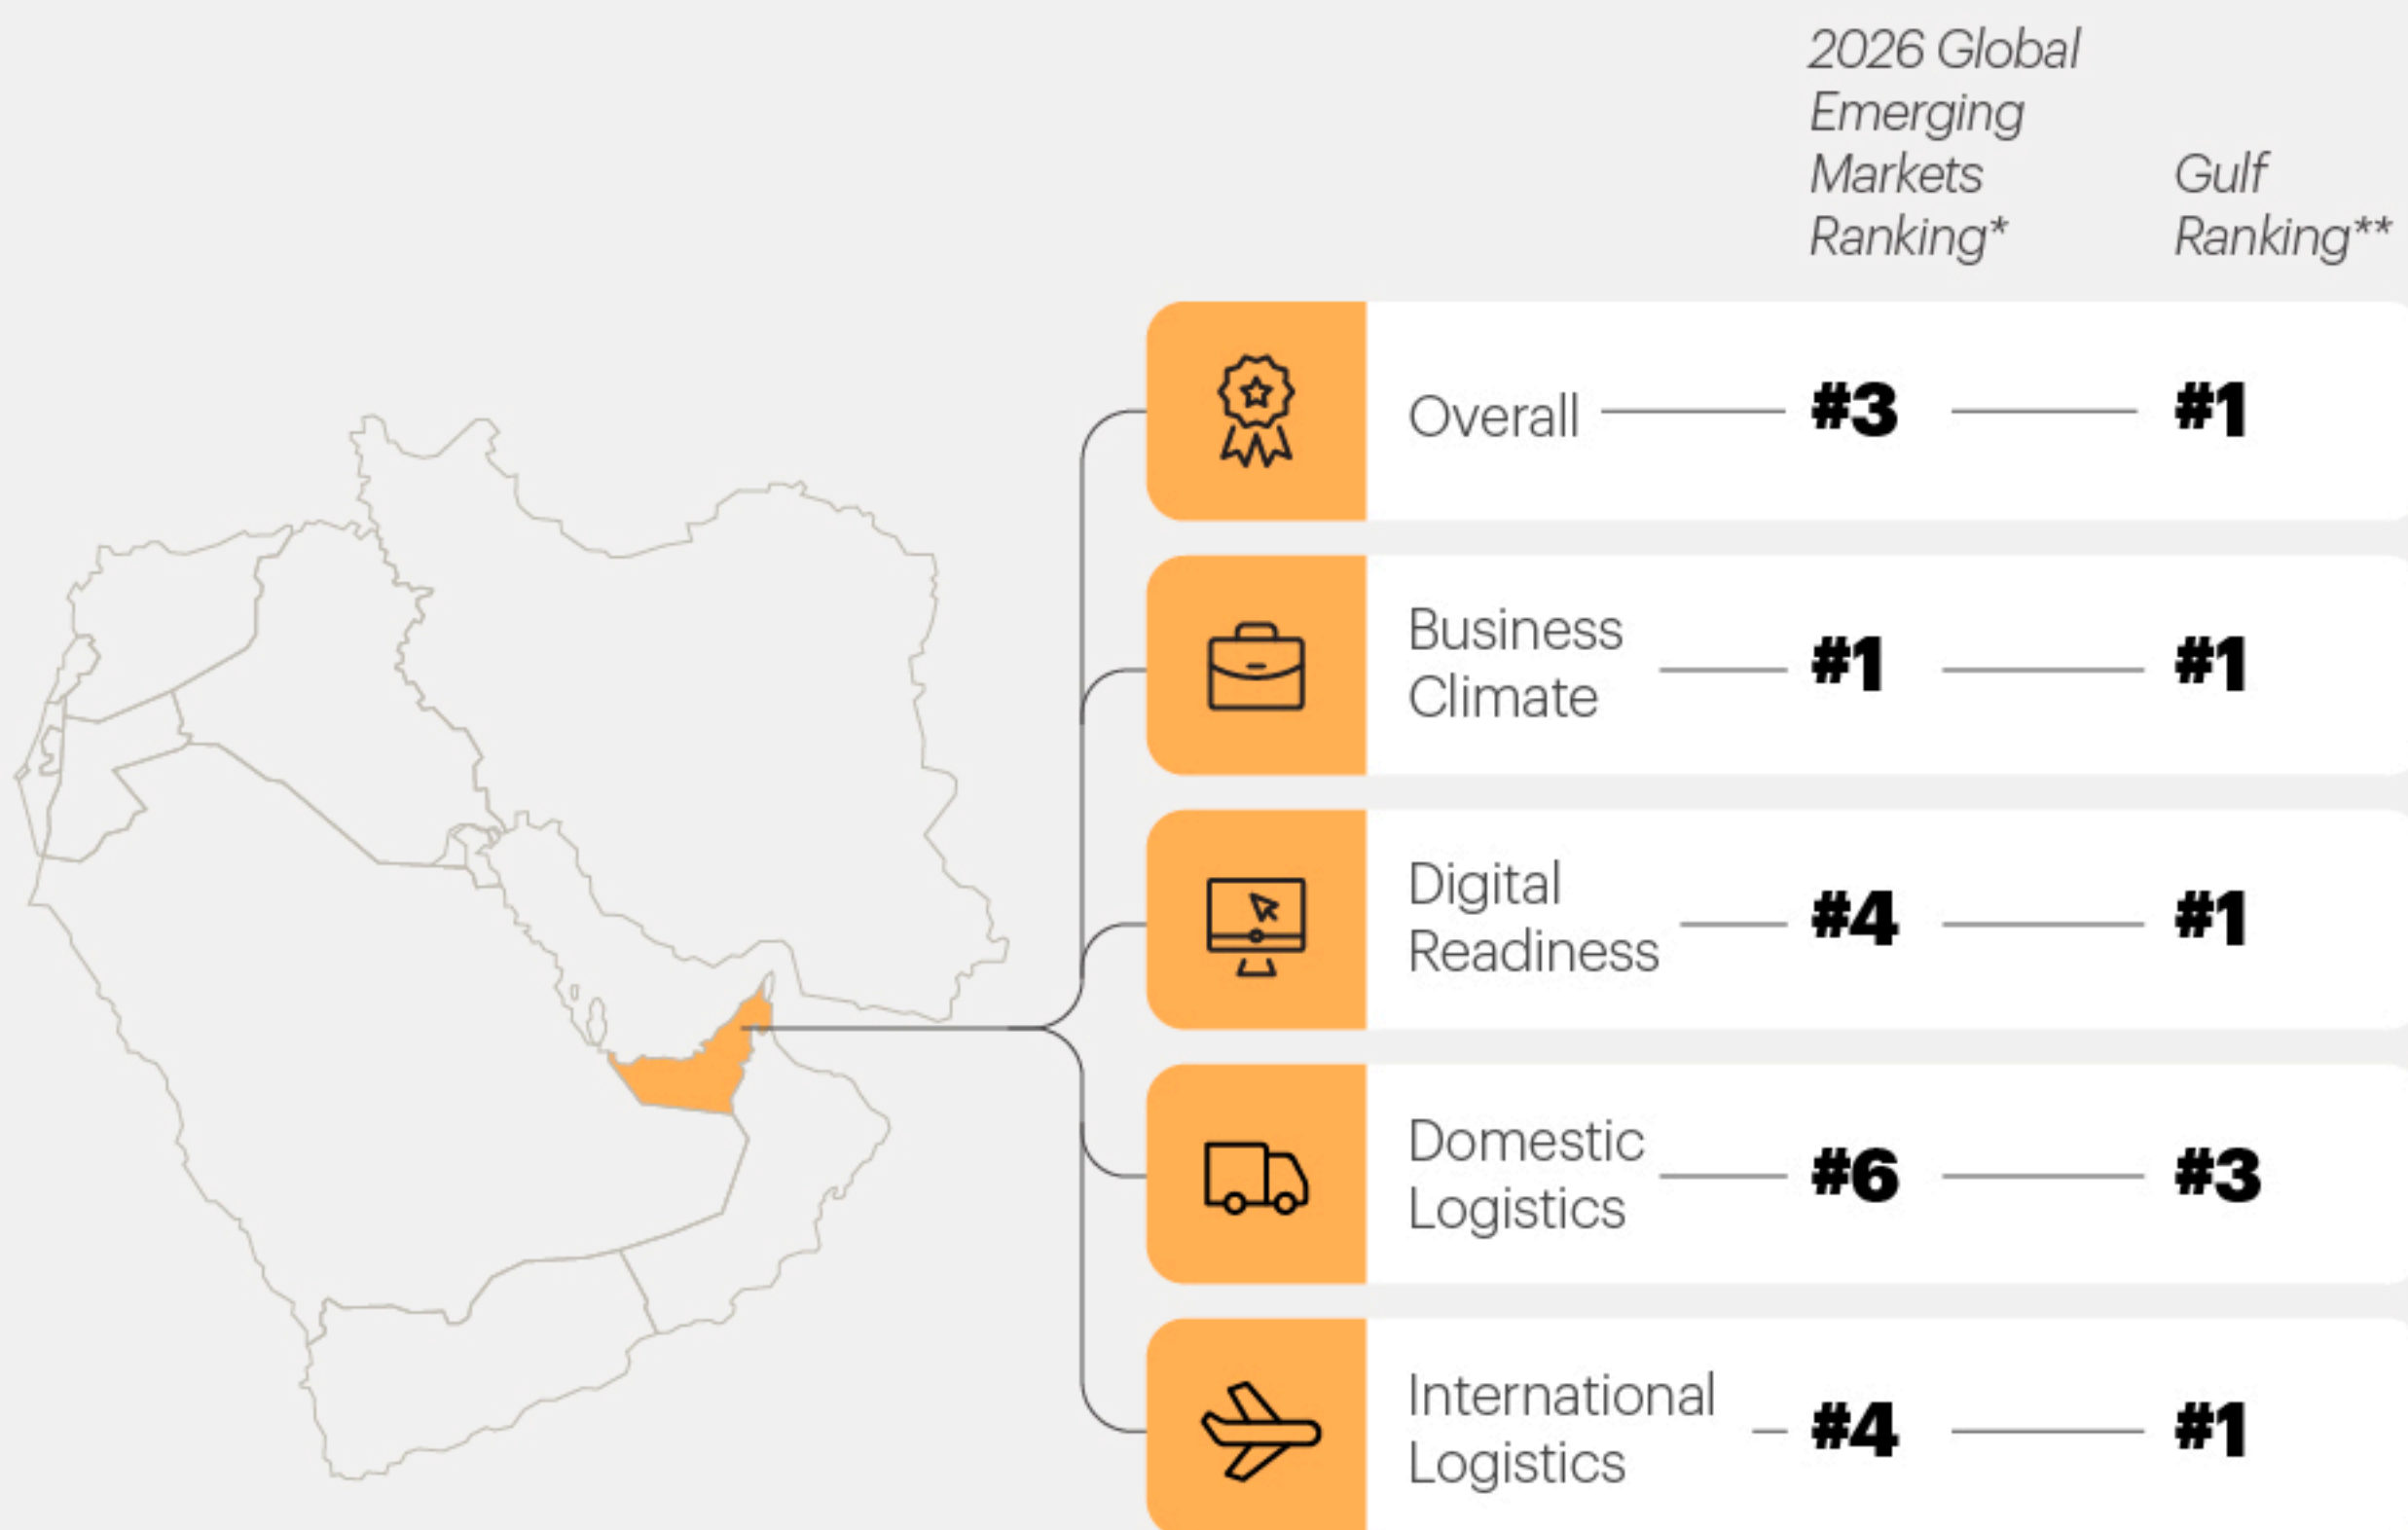 2026 Global
Emerging
Markets
Ranking*
Gulf
Ranking**
Overall #3 #1
Business
Climate
#1 #1
Digital
Readiness
#4 #1
Domestic
Logistics
#6 #3
International
Logistics
#4 #1